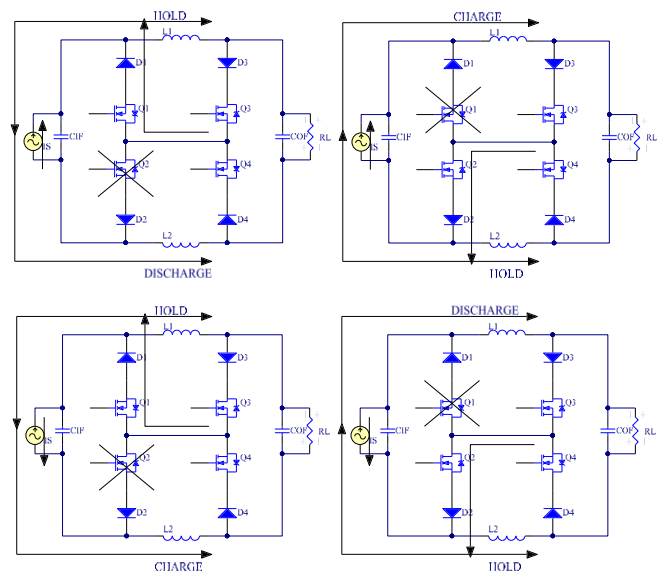 HOLD
L1
D1
D3
Q1
Q3
IS
CIF
COF
RL
Q2
Q4
D2
D4
L2
DISCHARGE
CHARGE
L1
D1
D3
Q1
Q3
IS
CIF
COF
RL
Q2
Q4
D2
D4
L2
HOLD
HOLD
L1
D1
D3
Q1
Q3
IS
CIF
COF
RL
Q2
Q4
D2
D4
L2
CHARGE
DISCHARGE
L1
D1
D3
Q1
Q3
IS
CIF
COF
RL
Q2
Q4
D2
D4
L2
HOLD